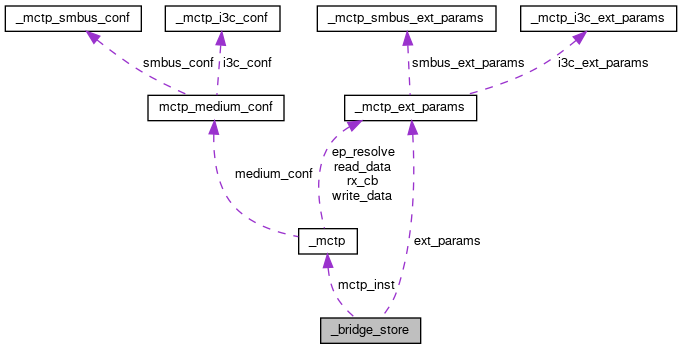 _mctp_smbus_conf
_mctp_i3c_conf
_mctp_smbus_ext_params
_mctp_i3c_ext_params
smbus_conf
i3c_conf
smbus_ext_params
i3c_ext_params
mctp_medium_conf
_mctp_ext_params
medium_conf
ep_resolve
read_data
rx_cb
write_data
_mctp
ext_params
mctp_inst
_bridge_store